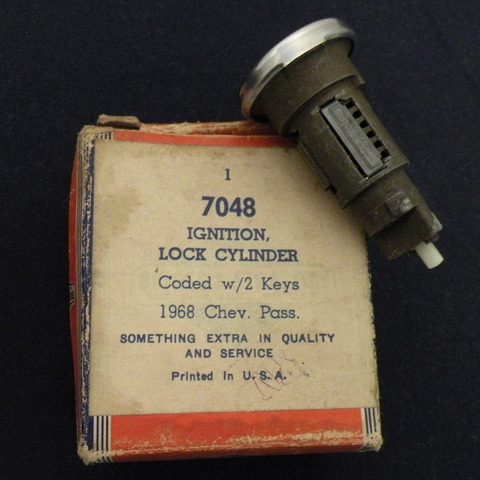 1
7048
IGNITION,
LOCK CYLINDER
Coded w/2 Keys
1968 Chev. Pass.
SOMETHING EXTRA IN QUALITY
AND SERVICE
Printed In U.S.A.